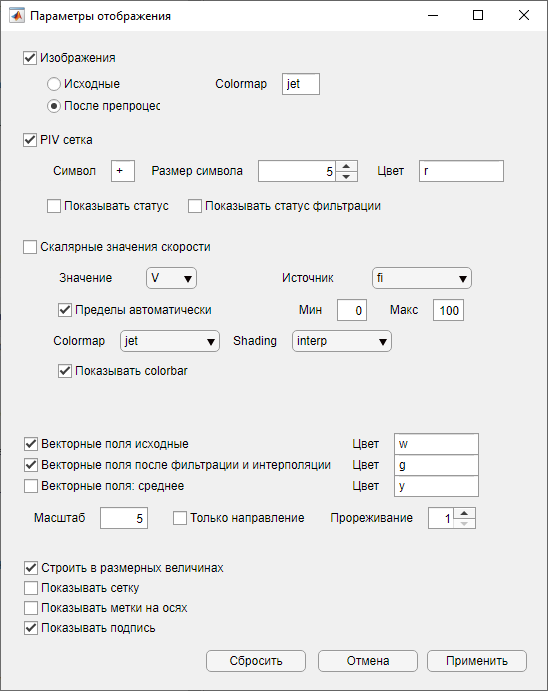 Параметры отображения
Изображения
Исходные Colormap jet
После препроцес
PIV сетка
Символ + Размер символа 5 Цвет r
Показывать статус Показывать статус фильтрации
Скалярные значения скорости
Значение V Источник fi
Пределы автоматически Мин 0 Макс 100
Colormap jet Shading interp
Показывать colorbar
Векторные поля исходные Цвет w
Векторные поля после фильтрации и интерполяции Цвет g
Векторные поля: среднее Цвет y
Масштаб 5 Только направление Прореживание 1
Строить в размерных величинах
Показывать сетку
Показывать метки на осях
Показывать подпись
Сбросить Отмена Применить